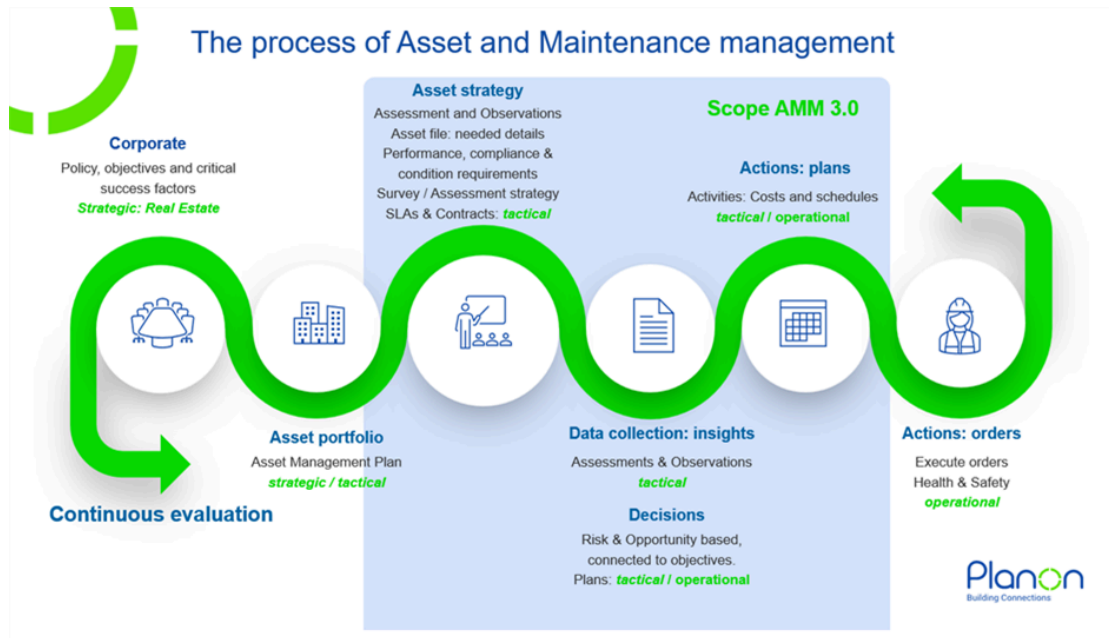 The process of Asset and Maintenance management
Corporate
Policy, objectives and critical
success factors
Strategic: Real Estate
Asset portfolio
Asset Management Plan
strategic / tactical
Asset strategy
Assessment and Observations
Asset file: needed details
Performance, compliance &
condition requirements
Survey / Assessment strategy
SLAs & Contracts: tactical
Scope AMM 3.0
Data collection: insights
Assessments & Observations
tactical
Decisions
Risk & Opportunity based,
connected to objectives.
Plans: tactical / operational
Actions: plans
Activities: Costs and schedules
tactical / operational
Actions: orders
Execute orders
Health & Safety
operational
Continuous evaluation
Planon
Building Connections